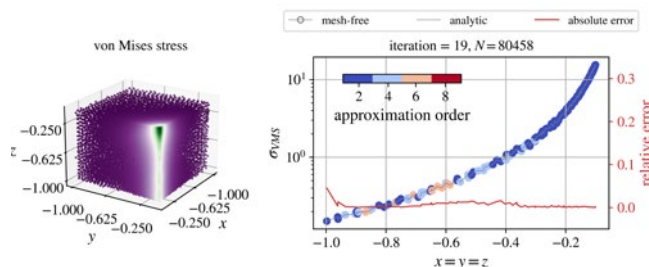 mesh-free analytic absolute error
von Mises stress
iteration = 19, N = 80458
2 4 6 8
approximation order
10¹
10⁰
σVMS
0.3
0.2
0.1
0.0
relative error
−1.0 −0.8 −0.6 −0.4 −0.2
x = y = z
−0.250
−0.625
−1.000
−1.000
−0.625
−0.250
y
−1.000
−0.625
−0.250
x